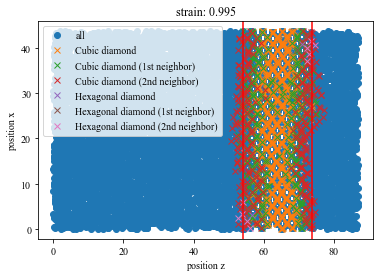 strain: 0.995
all
Cubic diamond
Cubic diamond (1st neighbor)
Cubic diamond (2nd neighbor)
Hexagonal diamond
Hexagonal diamond (1st neighbor)
Hexagonal diamond (2nd neighbor)
position x
40
30
20
10
0
0 20 40 60 80
position z